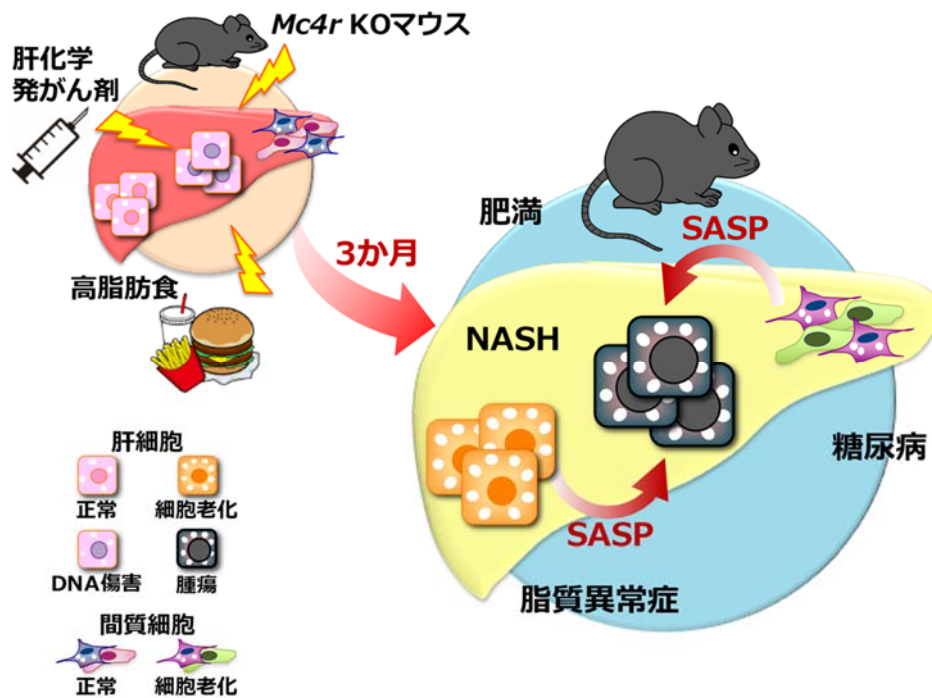 Mc4r KOマウス
肝化学
発がん剤
高脂肪食
3か月
肥満
SASP
NASH
糖尿病
SASP
脂質異常症
肝細胞
正常
細胞老化
DNA傷害
腫瘍
間質細胞
正常
細胞老化